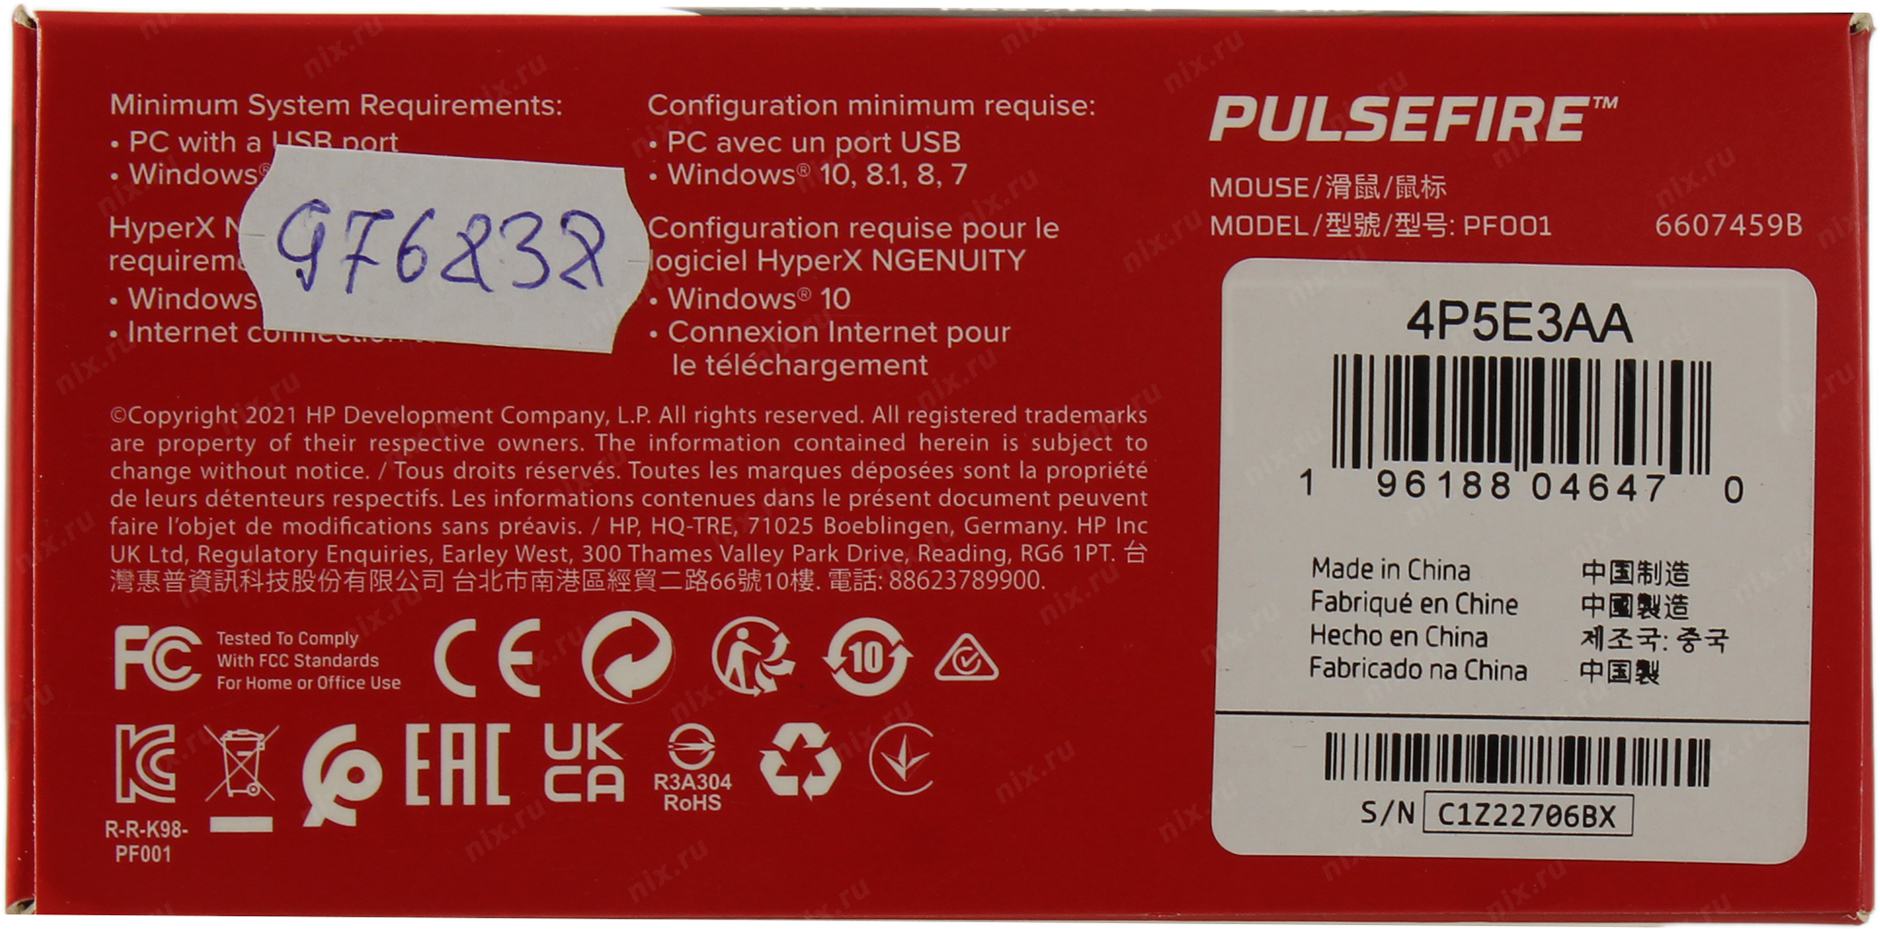 Minimum System Requirements:
• PC with a USB port
• Windows®
HyperX N
requireme
• Windows
• Internet connection
976838
Configuration minimum requise:
• PC avec un port USB
• Windows® 10, 8.1, 8, 7
Configuration requise pour le
logiciel HyperX NGENUITY
• Windows® 10
• Connexion Internet pour
le téléchargement
©Copyright 2021 HP Development Company, L.P. All rights reserved. All registered trademarks
are property of their respective owners. The information contained herein is subject to
change without notice. / Tous droits réservés. Toutes les marques déposées sont la propriété
de leurs détenteurs respectifs. Les informations contenues dans le présent document peuvent
faire l'objet de modifications sans préavis. / HP, HQ-TRE, 71025 Boeblingen, Germany. HP Inc
UK Ltd, Regulatory Enquiries, Earley West, 300 Thames Valley Park Drive, Reading, RG6 1PT. 台
灣惠普資訊科技股份有限公司 台北市南港區經貿二路66號10樓. 電話: 88623789900.
FC
Tested To Comply
With FCC Standards
For Home or Office Use
CE
10
R-R-K98-
PF001
EAC
UK
CA
R3A304
RoHS
PULSEFIRE™
MOUSE/滑鼠/鼠标
MODEL/型號/型号: PF001 6607459B
4P5E3AA
1 96188 04647 0
Made in China 中国制造
Fabriqué en Chine 中國製造
Hecho en China 제조국: 중국
Fabricado na China 中国製
S/N C1Z22706BX
nix.ru